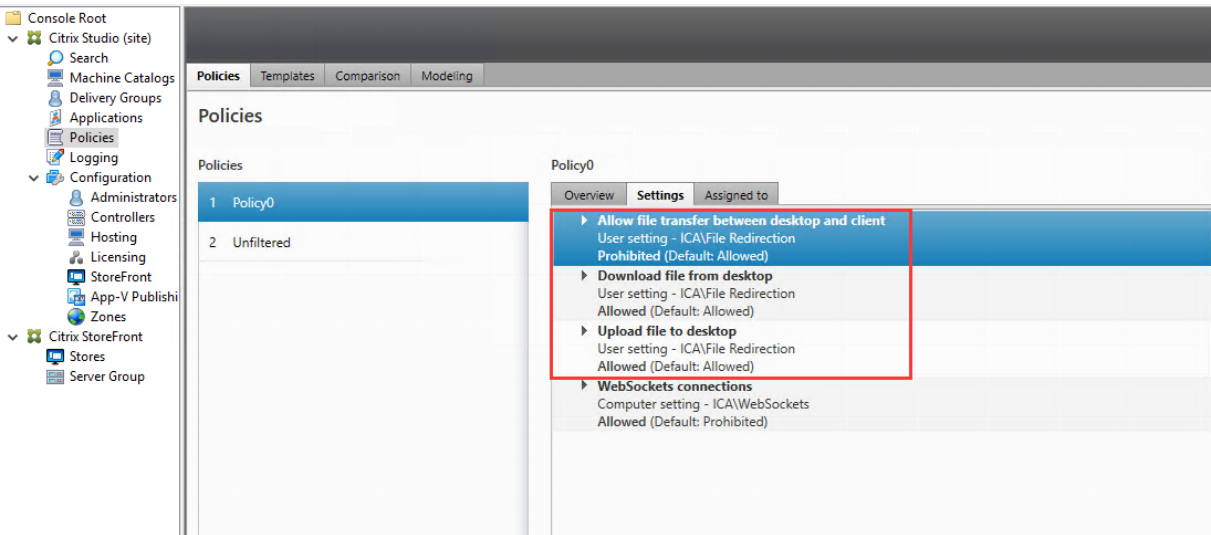 Console Root
Citrix Studio (site)
Search
Machine Catalogs
Delivery Groups
Applications
Policies
Logging
Configuration
Administrators
Controllers
Hosting
Licensing
StoreFront
App-V Publishi
Zones
Citrix StoreFront
Stores
Server Group
Policies Templates Comparison Modeling
Policies
Policies
1 Policy0
2 Unfiltered
Policy0
Overview Settings Assigned to
Allow file transfer between desktop and client
User setting - ICA\File Redirection
Prohibited (Default: Allowed)
Download file from desktop
User setting - ICA\File Redirection
Allowed (Default: Allowed)
Upload file to desktop
User setting - ICA\File Redirection
Allowed (Default: Allowed)
WebSockets connections
Computer setting - ICA\WebSockets
Allowed (Default: Prohibited)